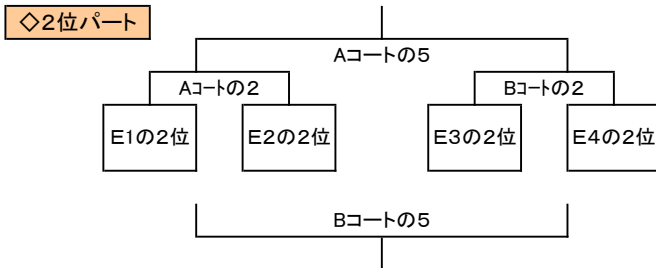 ◇2位パート
Aコートの5
Aコートの2
Bコートの2
E1の2位
E2の2位
E3の2位
E4の2位
Bコートの5